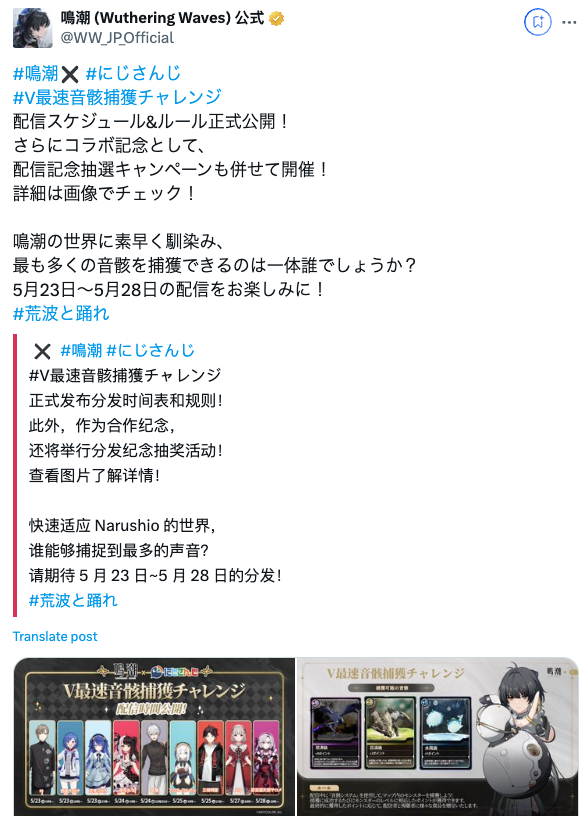 鳴潮 (Wuthering Waves) 公式
@WW_JP_Official
#鳴潮✖ #にじさんじ
#V最速音骸捕獲チャレンジ
配信スケジュール&ルール正式公開！
さらにコラボ記念として、
配信記念抽選キャンペーンも併せて開催！
詳細は画像でチェック！
鳴潮の世界に素早く馴染み、
最も多くの音骸を捕獲できるのは一体誰でしょうか？
5月23日〜5月28日の配信をお楽しみに！
#荒波と踊れ
✖ #鳴潮 #にじさんじ
#V最速音骸捕獲チャレンジ
正式发布分发时间表和规则！
此外，作为合作纪念，
还将举行分发纪念抽奖活动！
查看图片了解详情！
快速适应 Narushio 的世界，
谁能够捕捉到最多的声音？
请期待 5 月 23 日~5 月 28 日的分发！
#荒波と踊れ
Translate post
鳴潮 × にじさんじ
V最速音骸捕獲チャレンジ
配信時間公開!
5/23 5/23 5/23 5/24 5/24 5/25 5/25 5/27 5/28
鳴潮
V最速音骸捕獲チャレンジ
捕獲可能の音骸
ルール